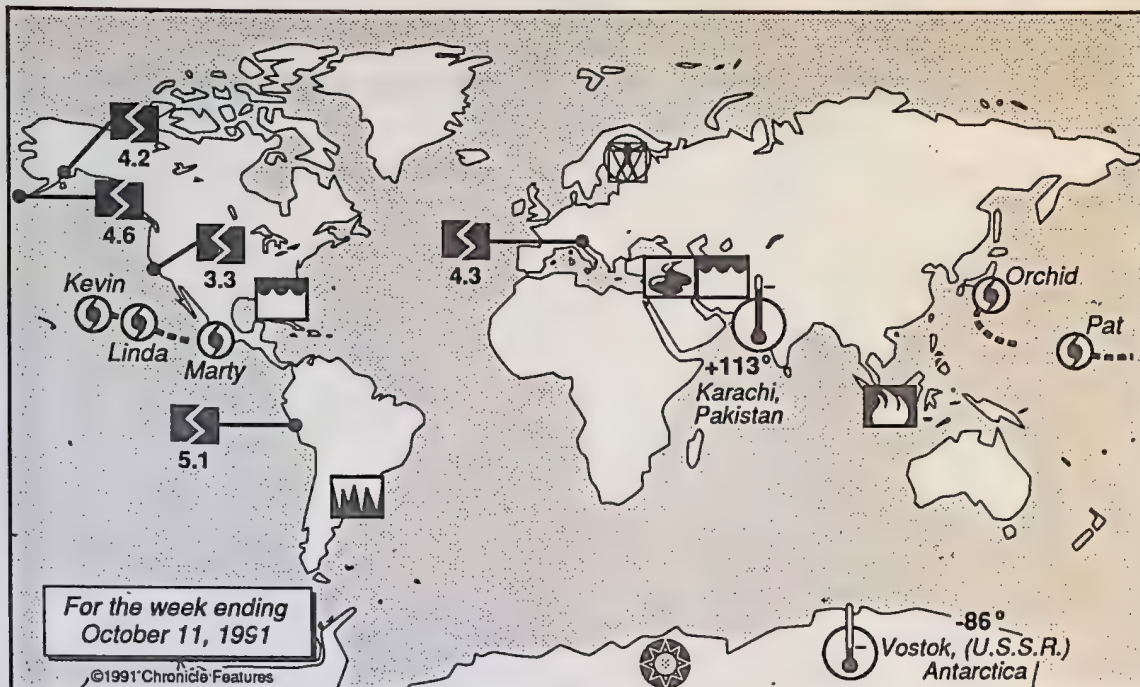 4.2
4.6
3.3
4.3
Kevin
Linda
Marty
Orchid
Pat
+113°
Karachi,
Pakistan
5.1
For the week ending
October 11, 1991
©1991 Chronicle Features
-86°
Vostok, (U.S.S.R.)
Antarctica